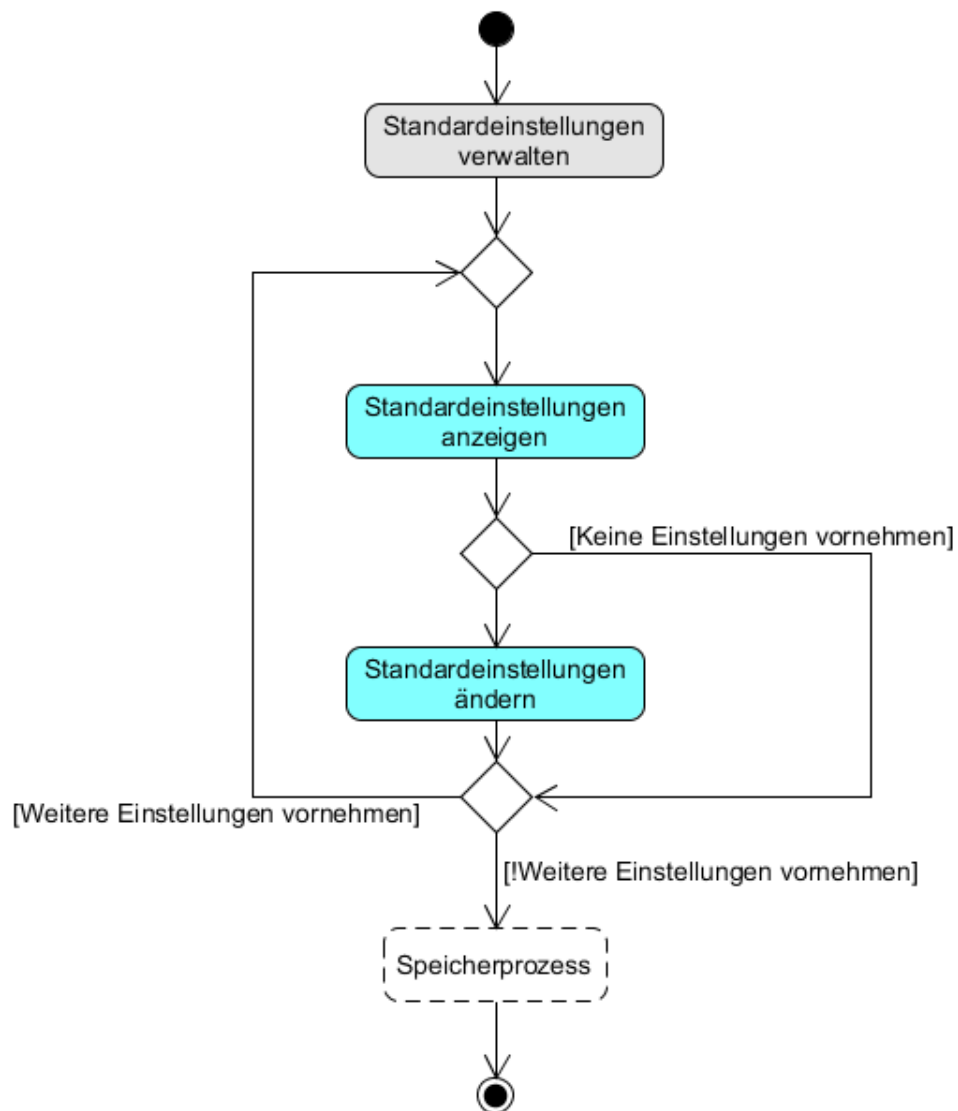 Standardeinstellungen
verwalten
Standardeinstellungen
anzeigen
[Keine Einstellungen vornehmen]
Standardeinstellungen
ändern
[Weitere Einstellungen vornehmen]
[!Weitere Einstellungen vornehmen]
Speicherprozess